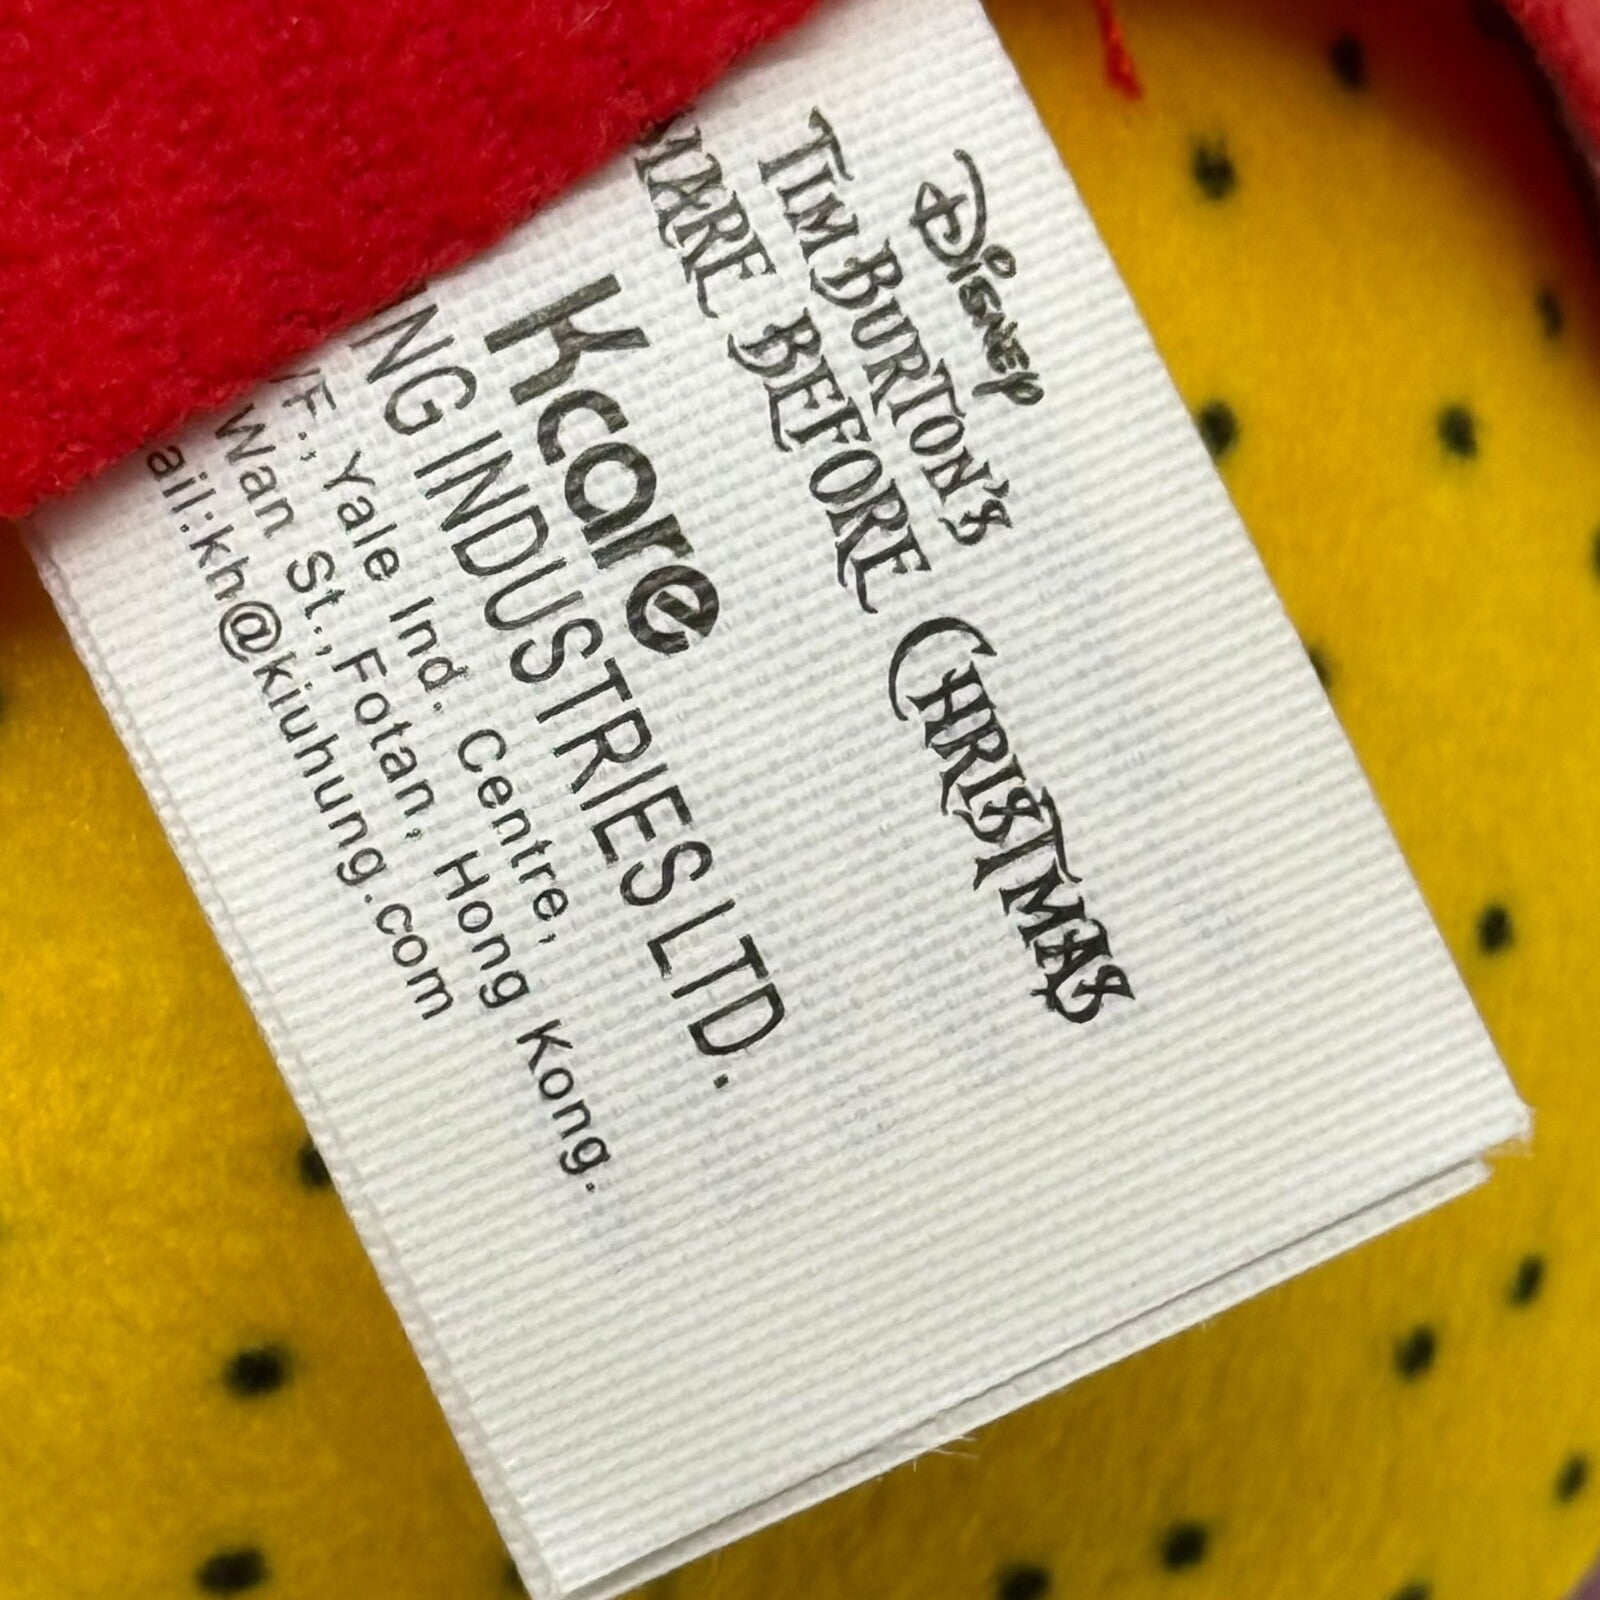 Disney
TIM BURTON'S
MARE BEFORE CHRISTMAS
Kcare
NG INDUSTRIES LTD.
/F., Yale Ind. Centre,
Wan St., Fotan, Hong Kong.
ail:kh@kiuhung.com